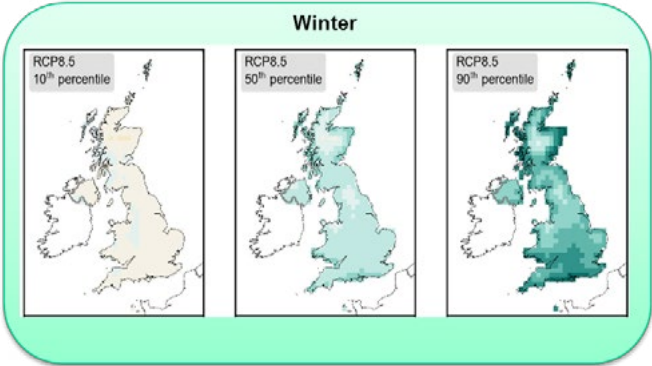 Winter
RCP8.5
10th percentile
RCP8.5
50th percentile
RCP8.5
90th percentile